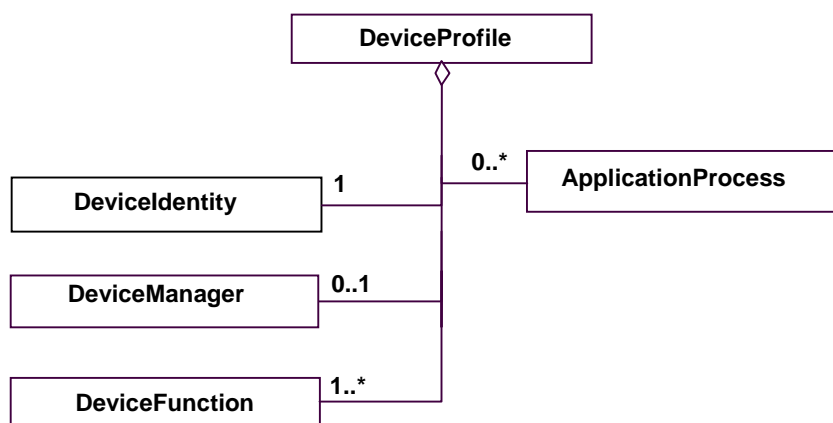 DeviceProfile
0..*
ApplicationProcess
1
DeviceIdentity
0..1
DeviceManager
1..*
DeviceFunction